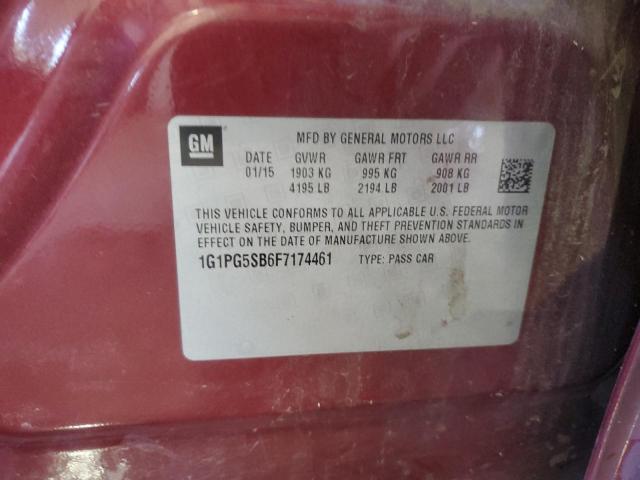 GM
MFD BY GENERAL MOTORS LLC
DATE GVWR GAWR FRT GAWR RR
01/15 1903 KG 995 KG 908 KG
4195 LB 2194 LB 2001 LB
THIS VEHICLE CONFORMS TO ALL APPLICABLE U.S. FEDERAL MOTOR
VEHICLE SAFETY, BUMPER, AND THEFT PREVENTION STANDARDS IN
EFFECT ON THE DATE OF MANUFACTURE SHOWN ABOVE.
1G1PG5SB6F7174461 TYPE: PASS CAR